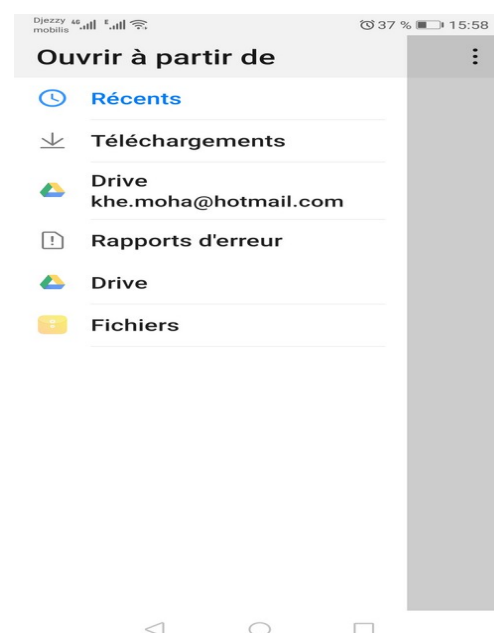 Djezzy 4G E 37 % 15:58
mobilis
Ouvrir à partir de
Récents
Téléchargements
Drive
khe.moha@hotmail.com
Rapports d'erreur
Drive
Fichiers